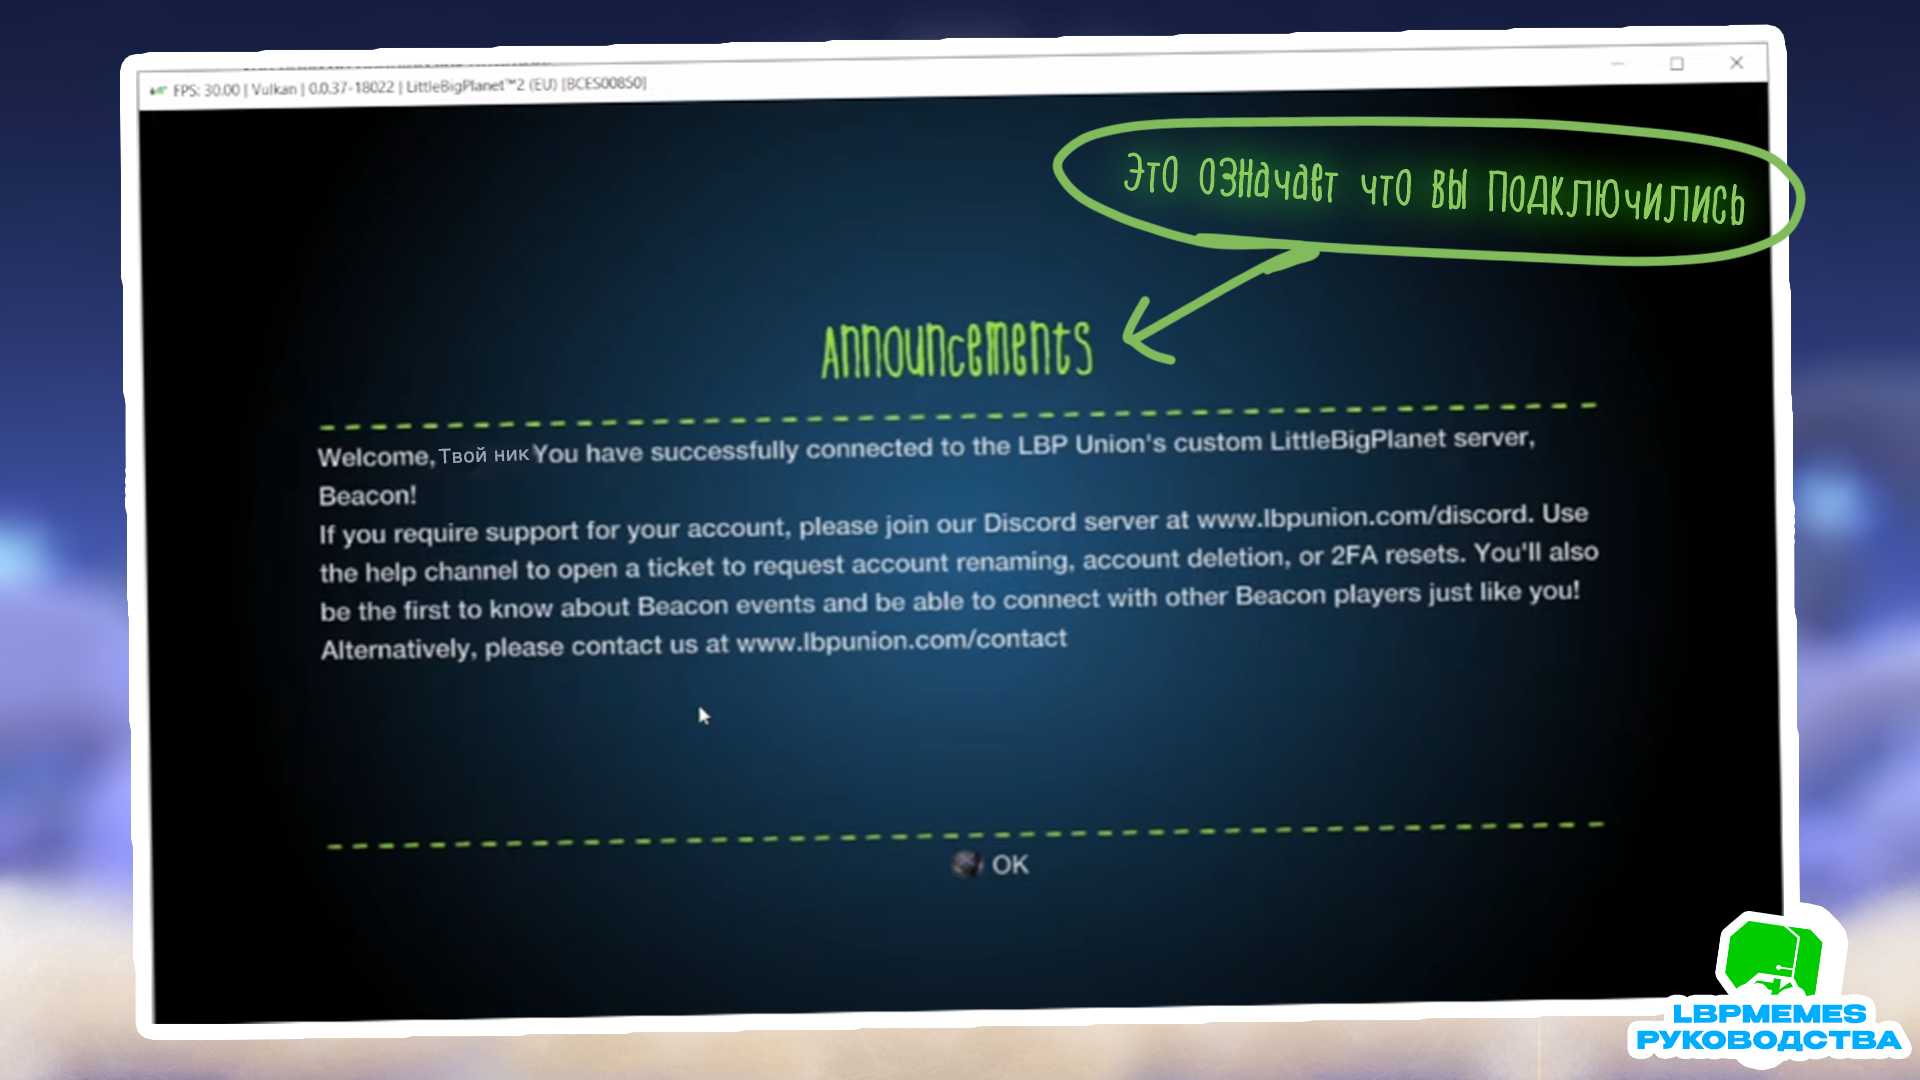 FPS: 30.00 | Vulkan | 0.0.37-18022 | LittleBigPlanet™2 (EU) [BCES00850]
Это означает что вы подключились
Announcements
Welcome, Твой ник You have successfully connected to the LBP Union's custom LittleBigPlanet server,
Beacon!
If you require support for your account, please join our Discord server at www.lbpunion.com/discord. Use
the help channel to open a ticket to request account renaming, account deletion, or 2FA resets. You'll also
be the first to know about Beacon events and be able to connect with other Beacon players just like you!
Alternatively, please contact us at www.lbpunion.com/contact
OK
LBPMEMES
РУКОВОДСТВА